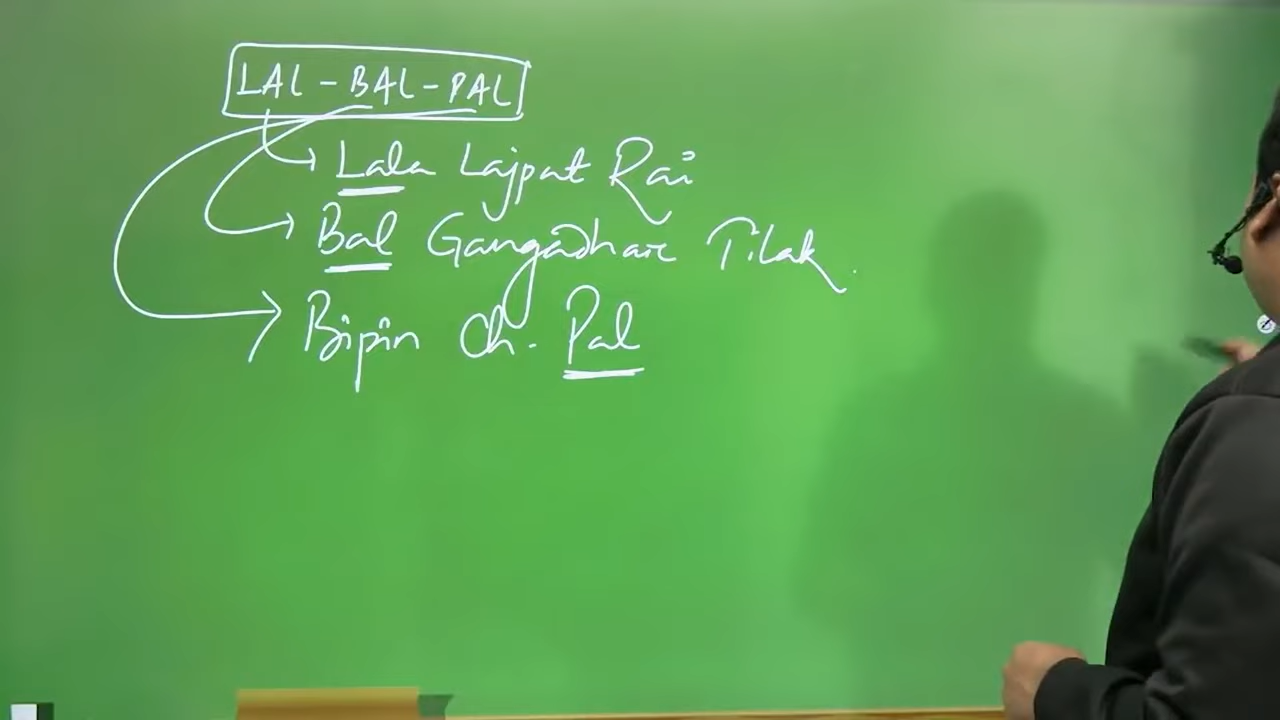 LAL - BAL - PAL
Lala Lajpat Rai
Bal Gangadhar Tilak.
Bipin Ch. Pal